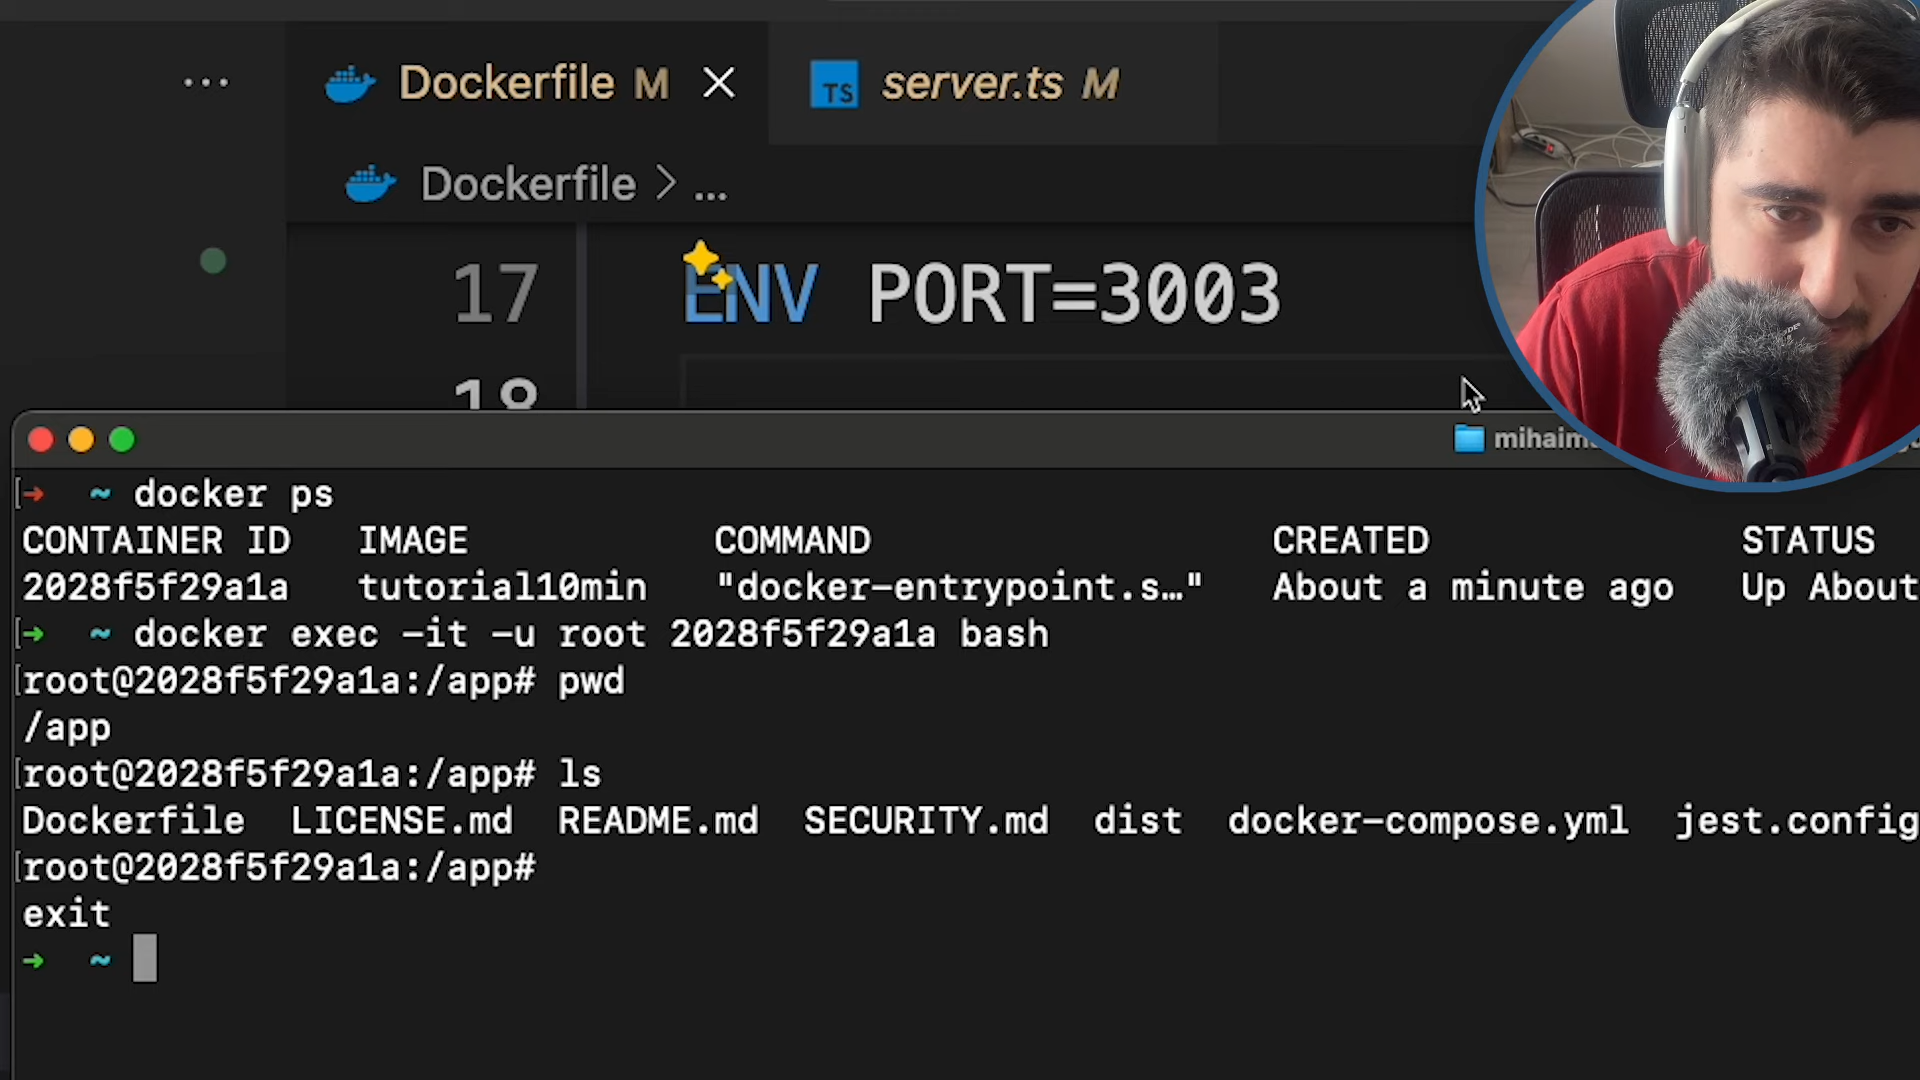 ... Dockerfile M × TS server.ts M
Dockerfile > ...
17 ENV PORT=3003
18
➜ ~ docker ps
CONTAINER ID IMAGE COMMAND CREATED STATUS
2028f5f29a1a tutorial10min "docker-entrypoint.s…" About a minute ago Up About
➜ ~ docker exec -it -u root 2028f5f29a1a bash
root@2028f5f29a1a:/app# pwd
/app
root@2028f5f29a1a:/app# ls
Dockerfile LICENSE.md README.md SECURITY.md dist docker-compose.yml jest.config
root@2028f5f29a1a:/app#
exit
➜ ~